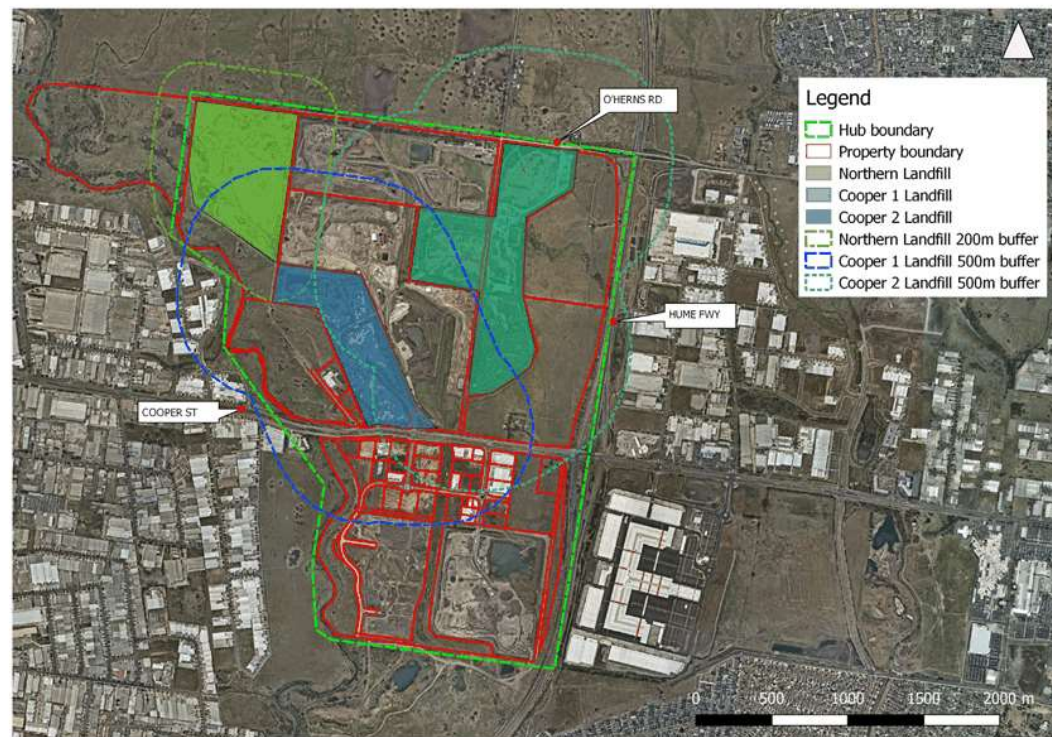 O'HERNS RD
Legend
Hub boundary
Property boundary
Northern Landfill
Cooper 1 Landfill
Cooper 2 Landfill
Northern Landfill 200m buffer
Cooper 1 Landfill 500m buffer
Cooper 2 Landfill 500m buffer
HUME FWY
COOPER ST
0 500 1000 1500 2000 m